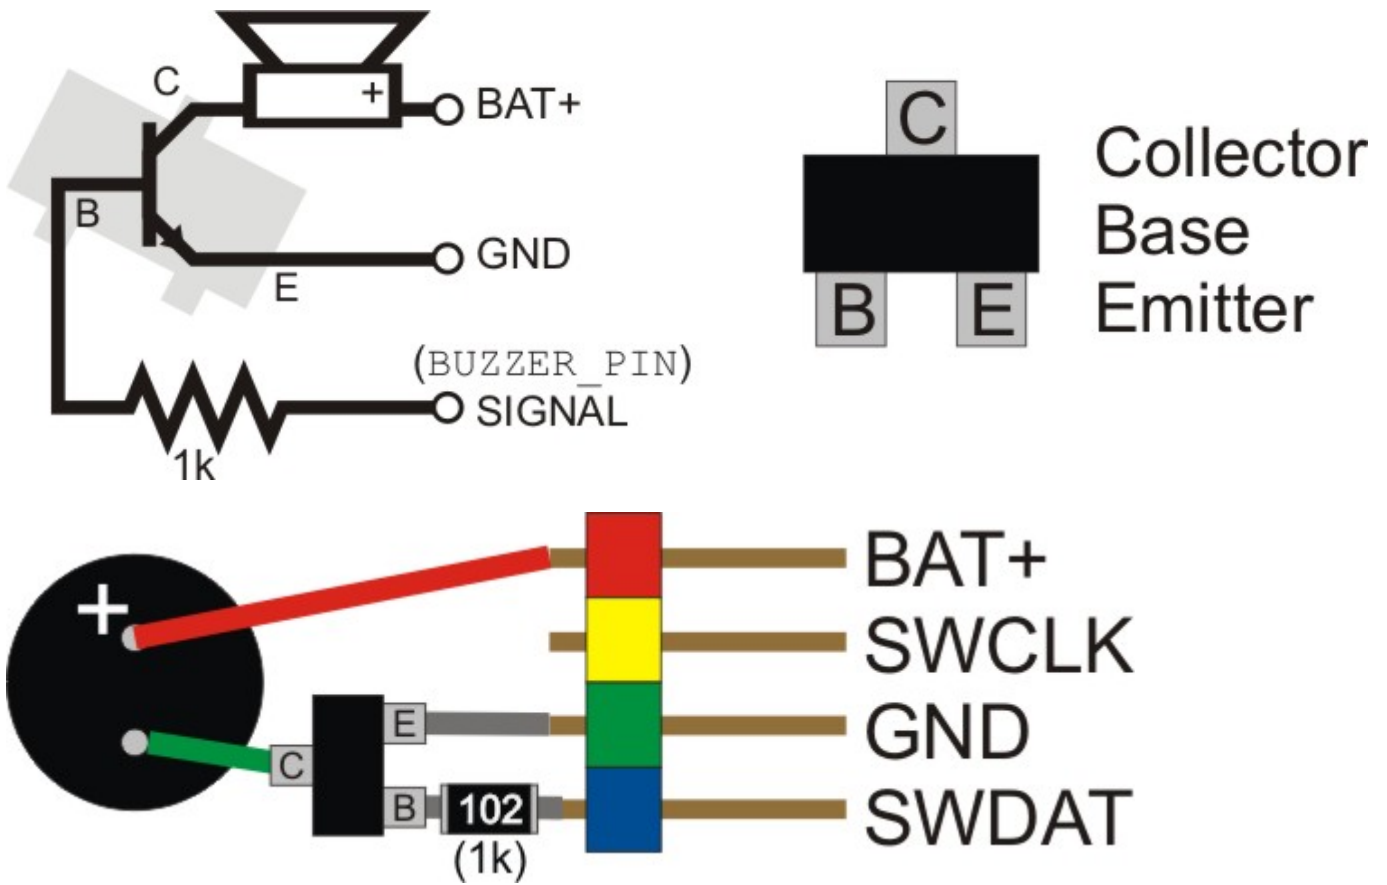 C
+
BAT+
B
GND
E
(BUZZER_PIN)
SIGNAL
1k
C
B
E
Collector
Base
Emitter
+
BAT+
SWCLK
E
GND
C
B
102
SWDAT
(1k)